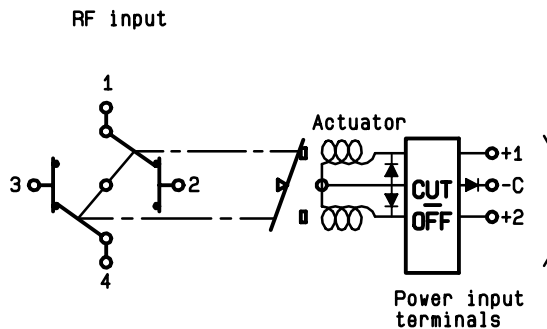 RF input
1
Actuator
+1
3
2
CUT
OFF
-C
+2
4
Power input
terminals